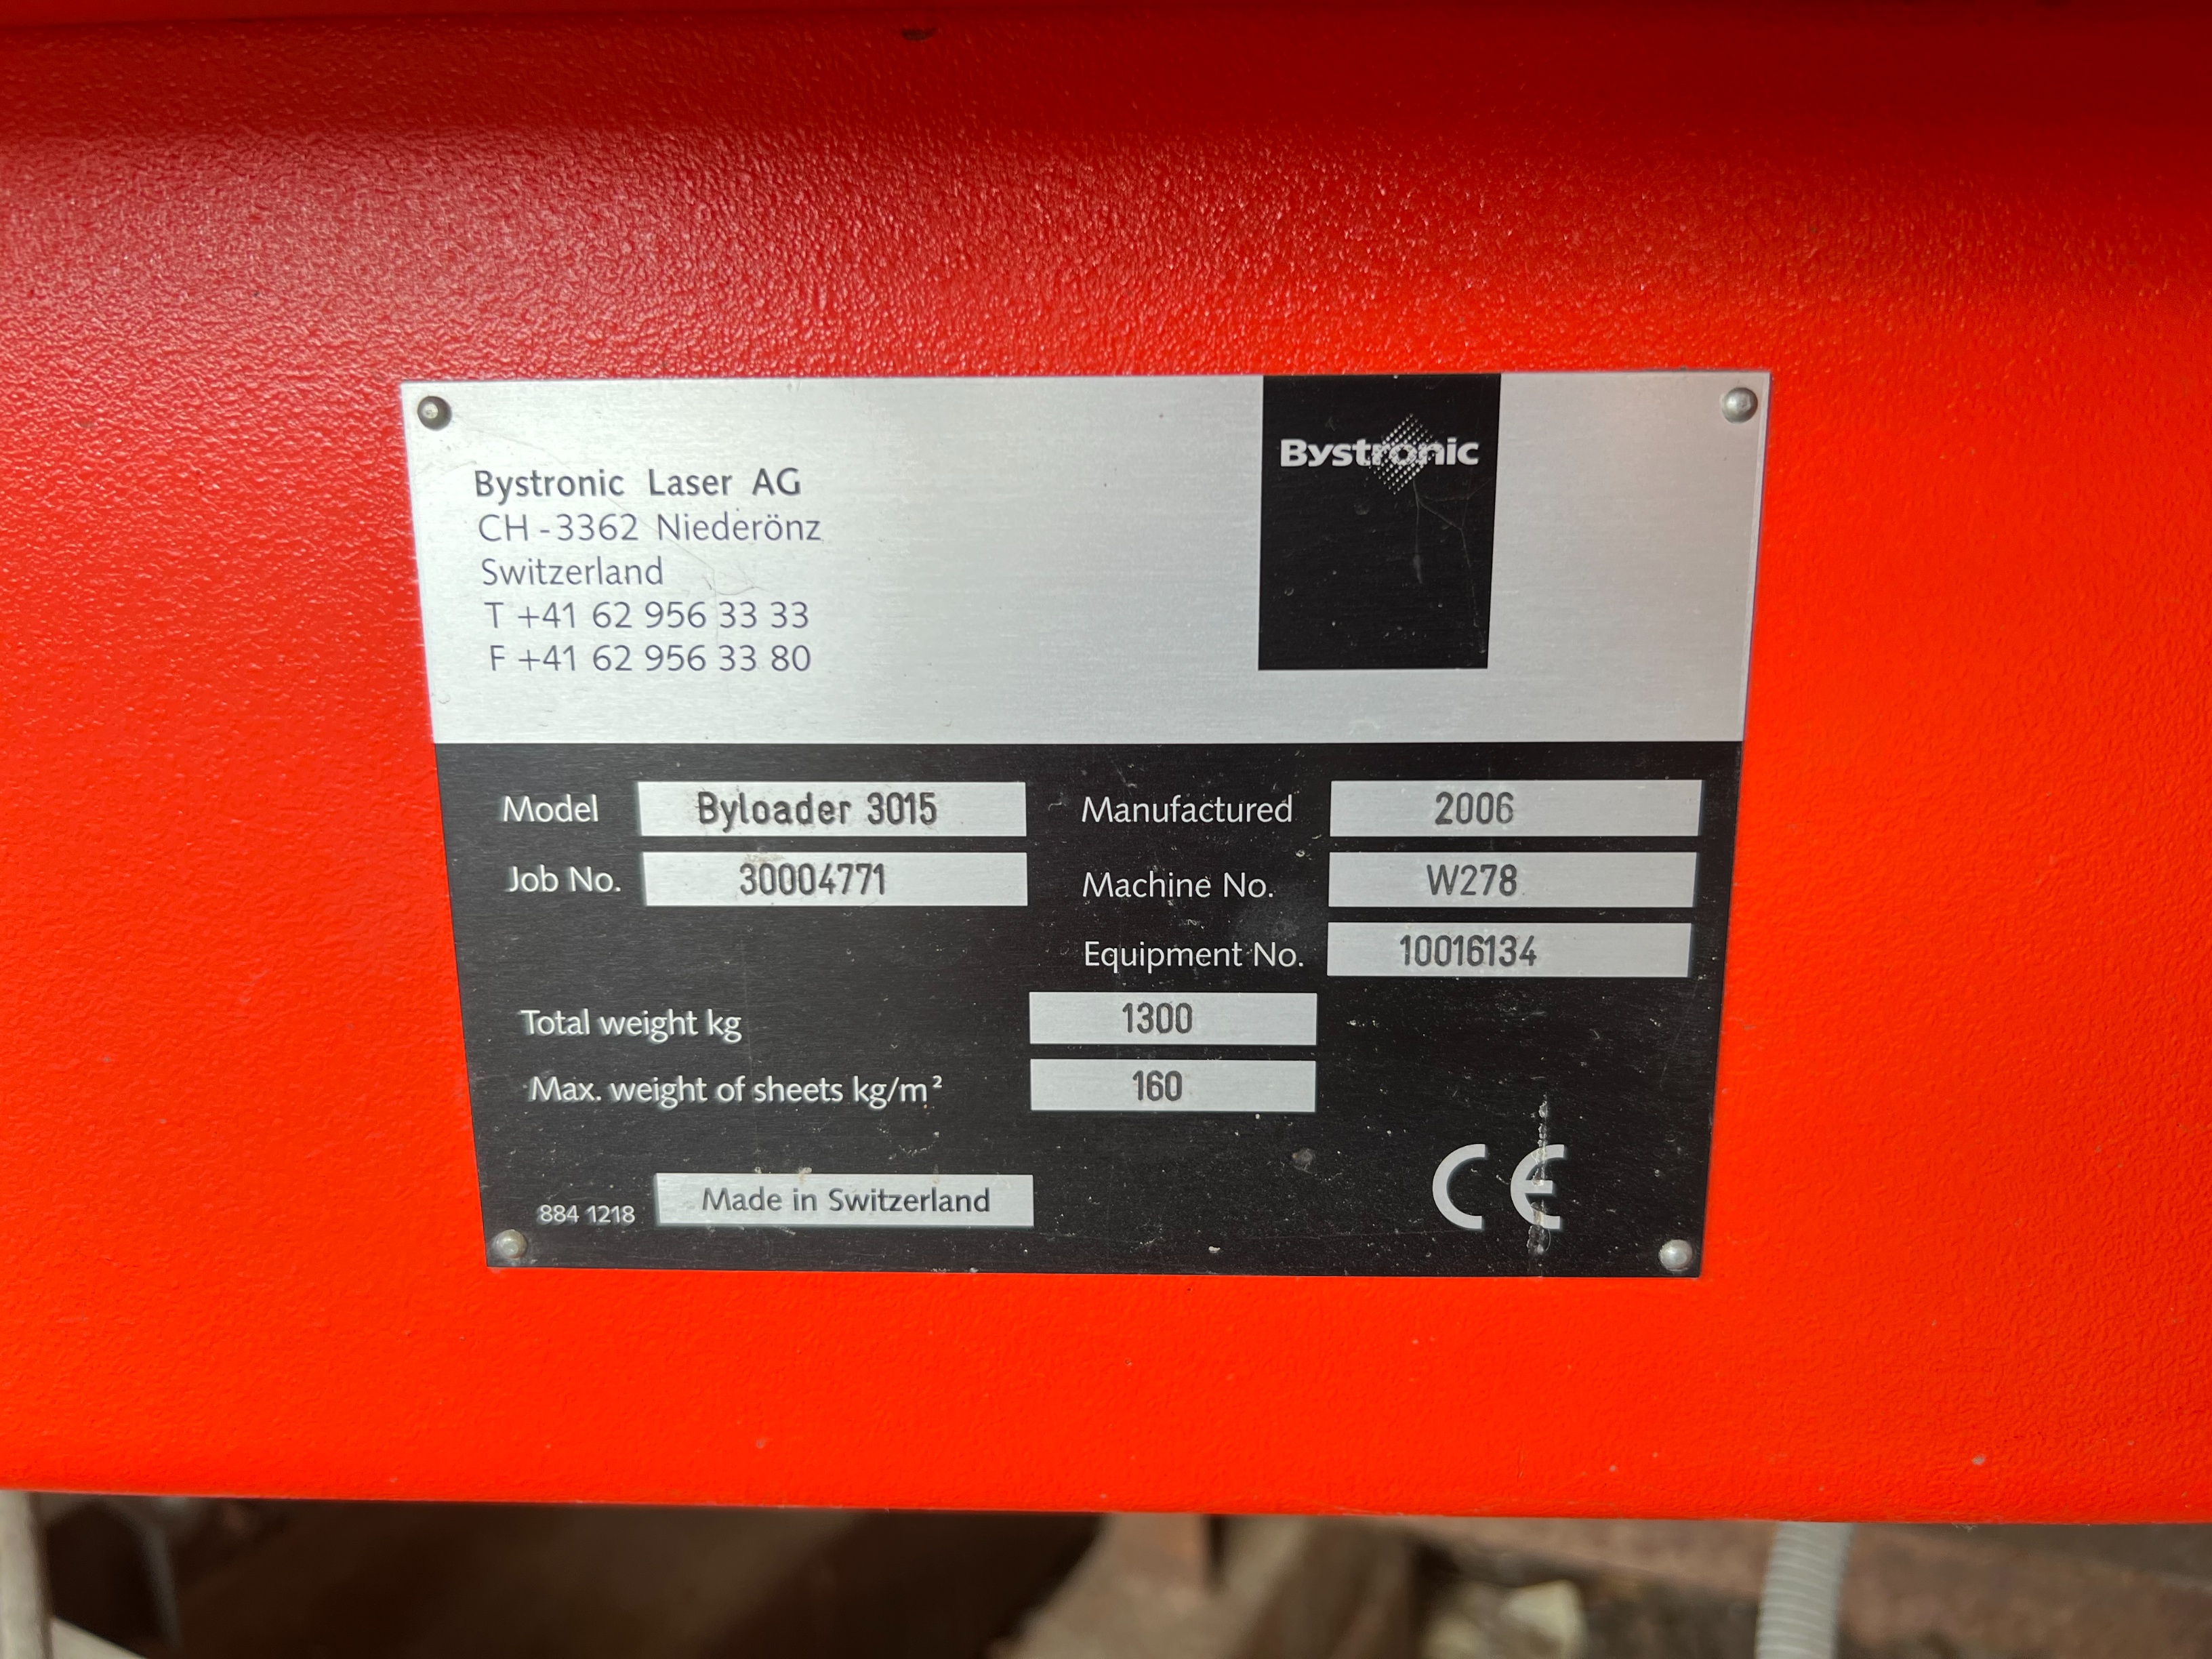 Bystronic Laser AG
CH-3362 Niederönz
Switzerland
T +41 62 956 33 33
F +41 62 956 33 80
Bystronic
Model Byloader 3015
Job No. 30004771
Manufactured 2006
Machine No. W278
Equipment No. 10016134
Total weight kg 1300
Max. weight of sheets kg/m² 160
884 1218 Made in Switzerland
CE